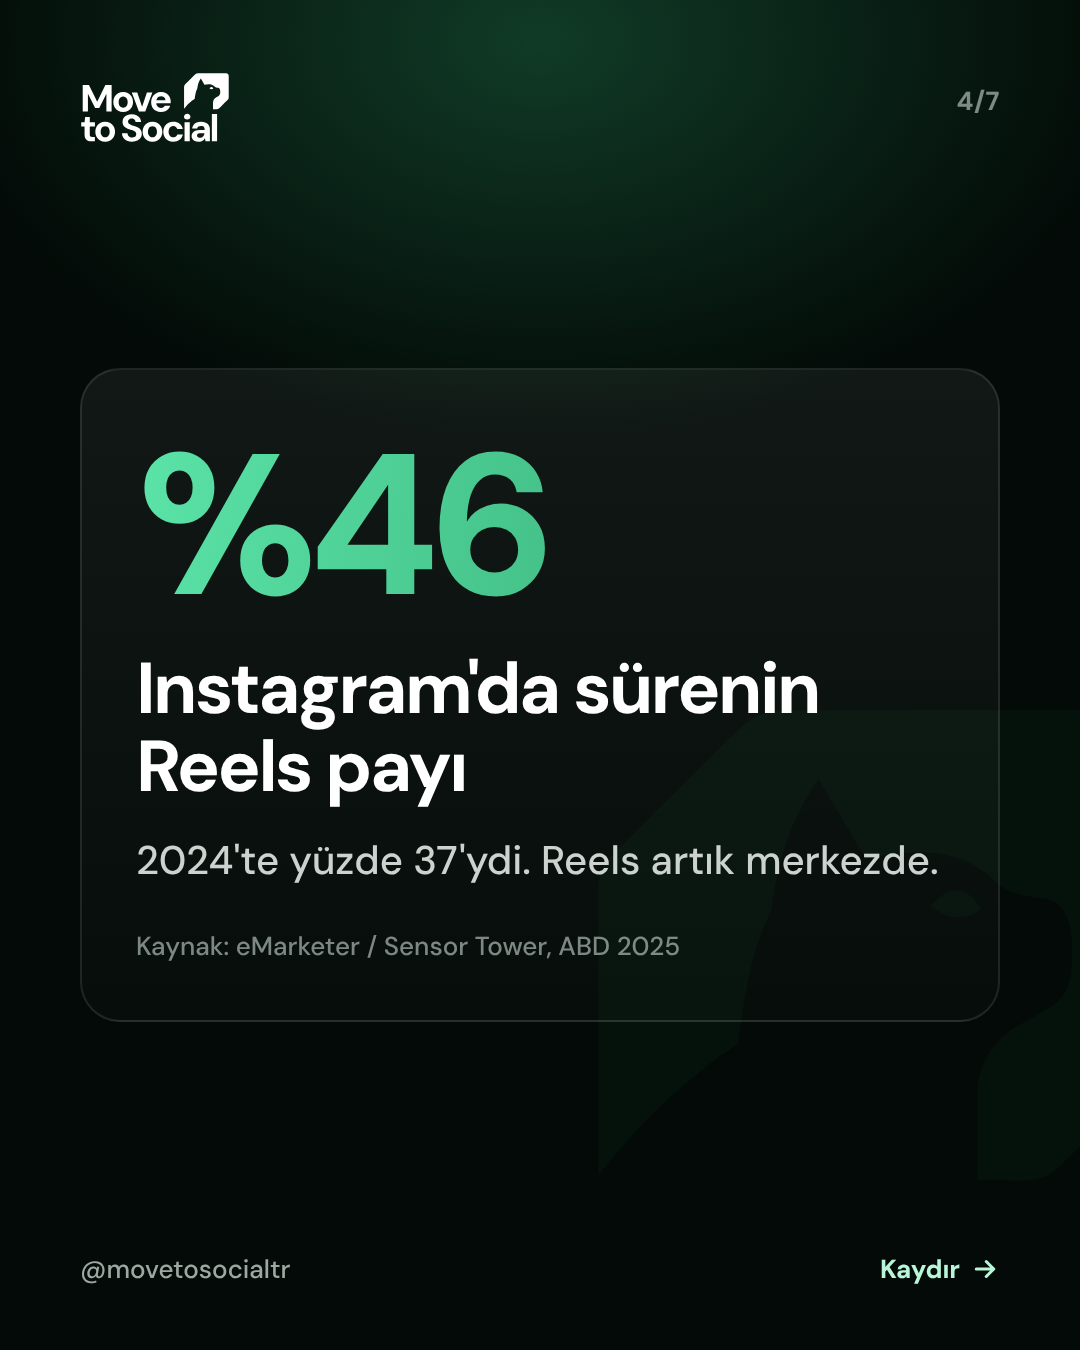 Move
to Social
4/7
%46
Instagram'da sürenin
Reels payı
2024'te yüzde 37'ydi. Reels artık merkezde.
Kaynak: eMarketer / Sensor Tower, ABD 2025
@movetosocialtr
Kaydır →